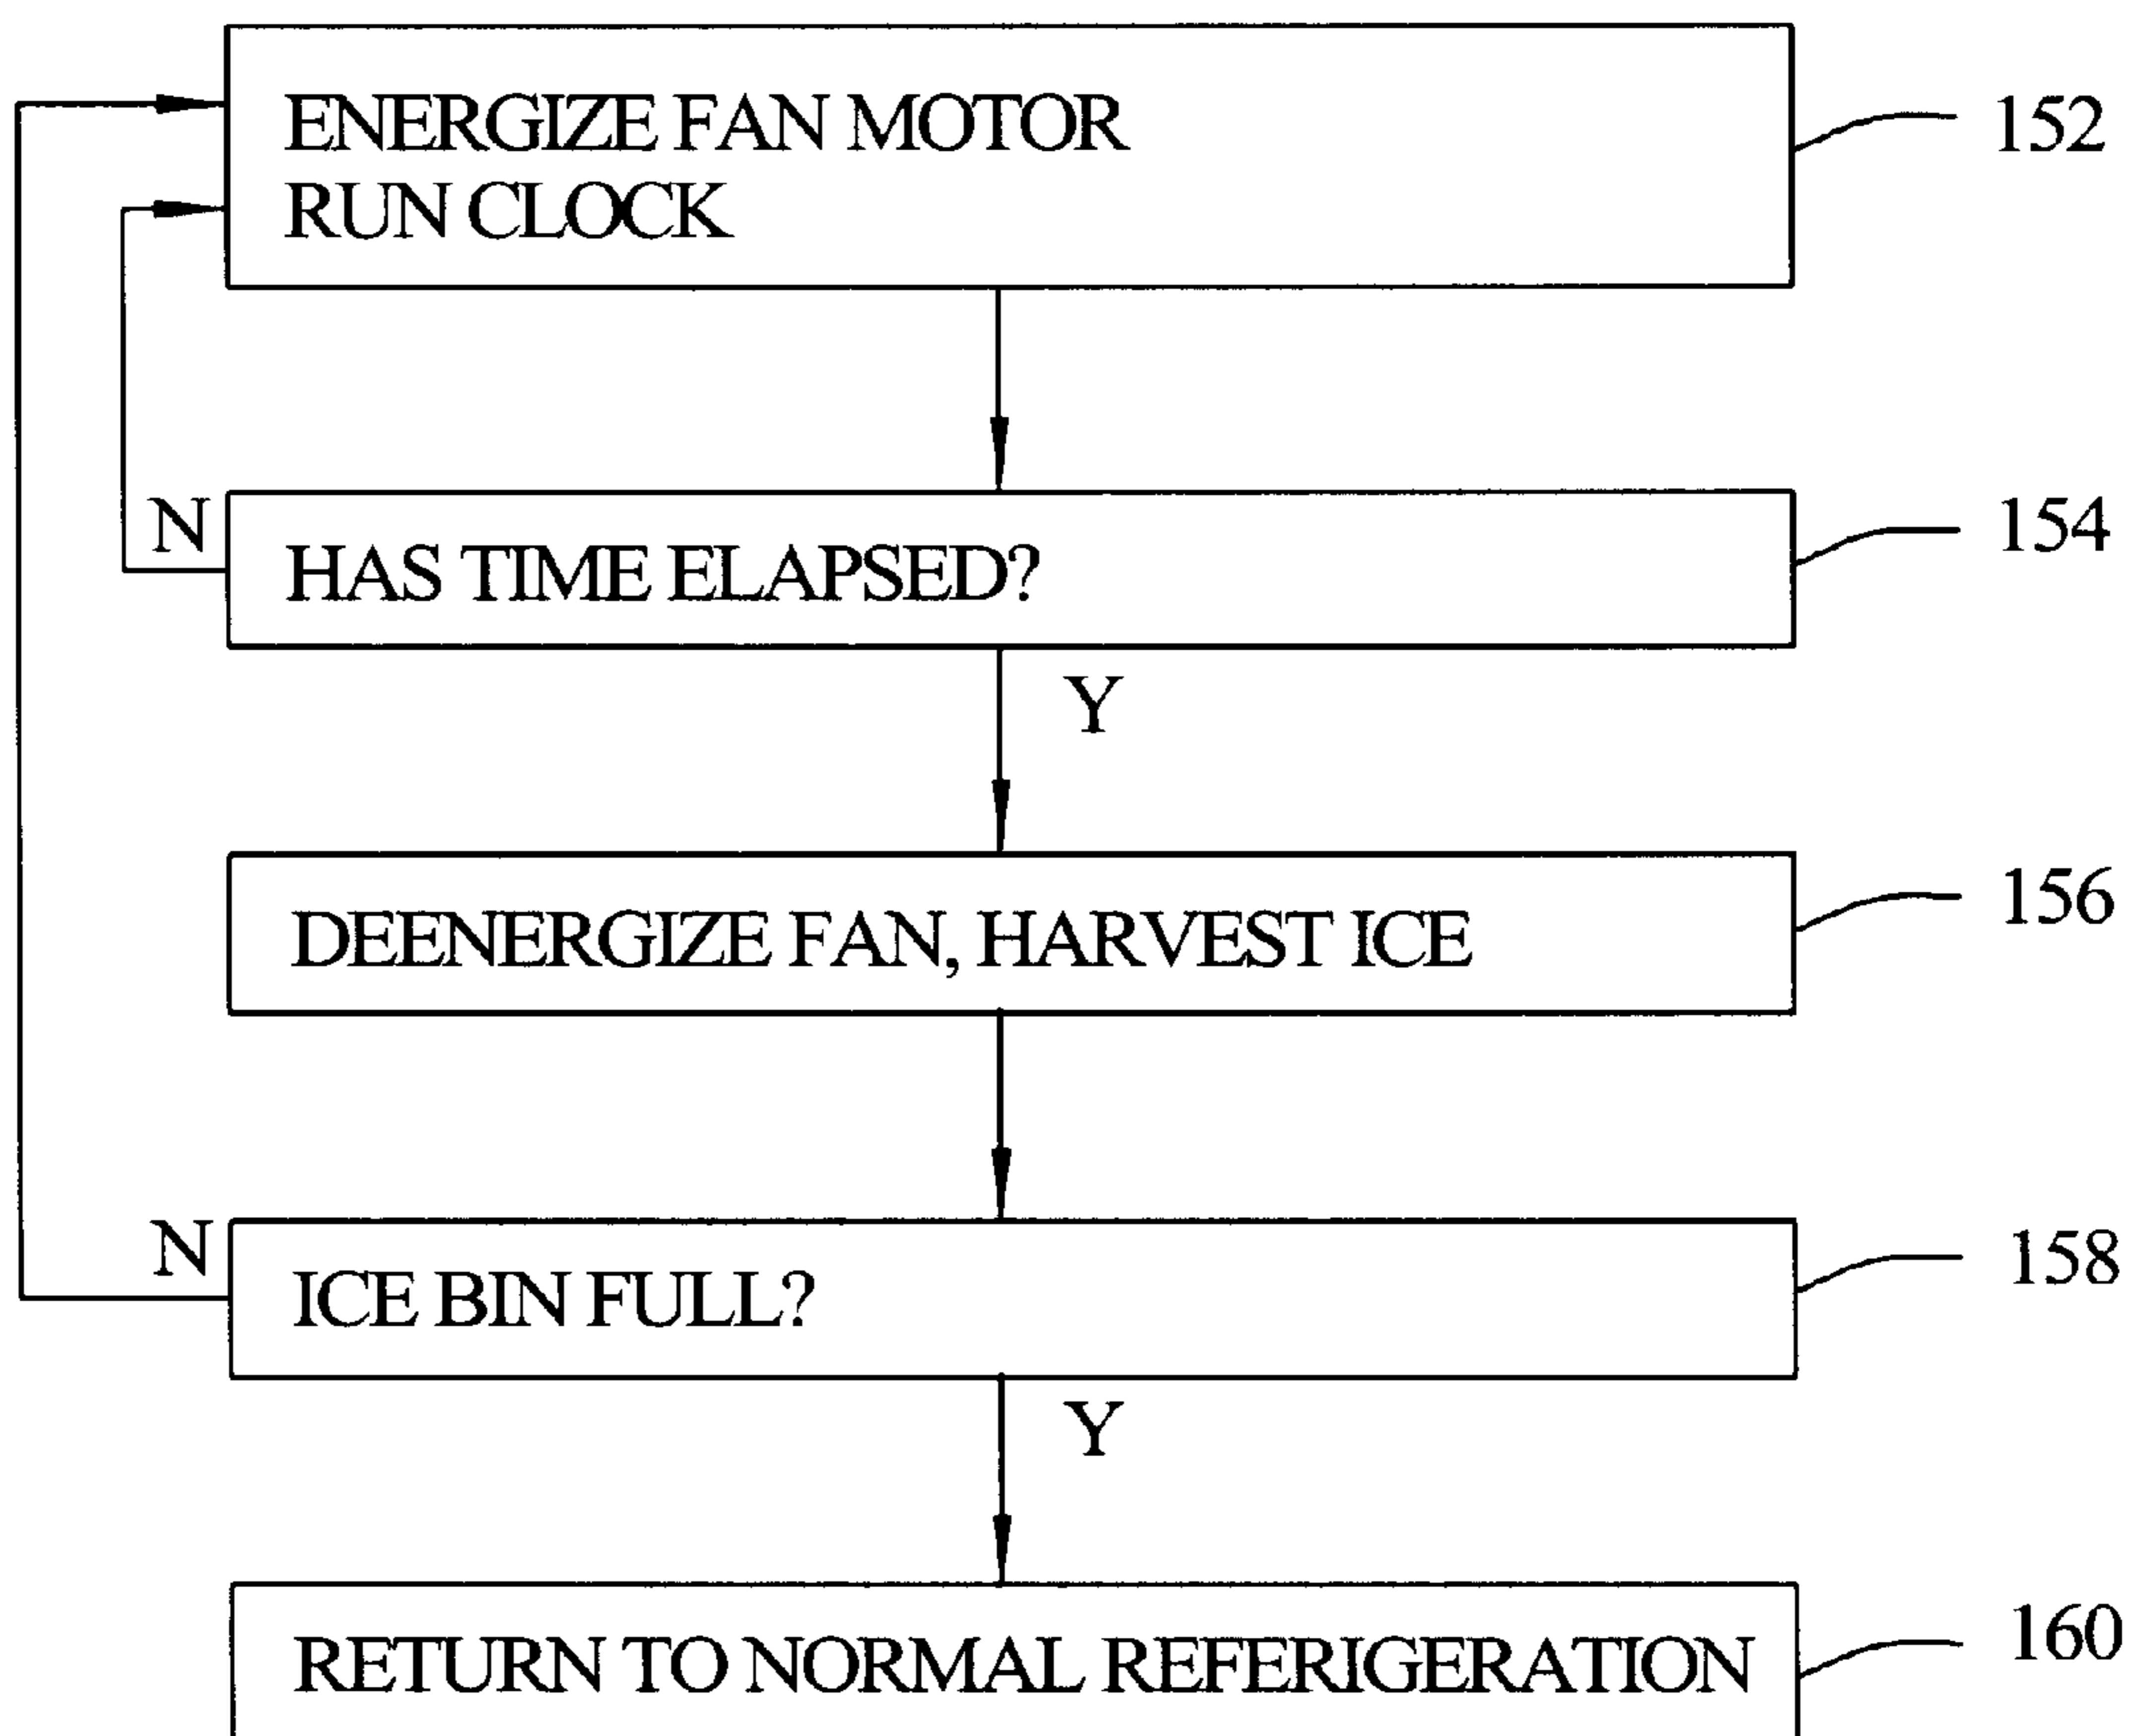 ENERGIZE FAN MOTOR
RUN CLOCK
152
N
HAS TIME ELAPSED?
154
Y
DEENERGIZE FAN, HARVEST ICE
156
N
ICE BIN FULL?
158
Y
RETURN TO NORMAL REFERIGERATION
160